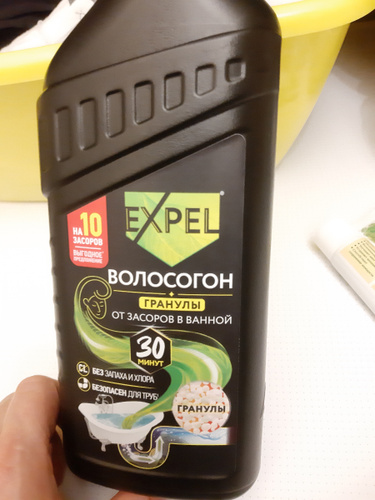 EXPEL
НА 10
ЗАСОРОВ
ВЫГОДНОЕ
ПРЕДЛОЖЕНИЕ
ВОЛОСОГОН
ГРАНУЛЫ
ОТ ЗАСОРОВ В ВАННОЙ
30
МИНУТ
CL БЕЗ ЗАПАХА И ХЛОРА
БЕЗОПАСЕН ДЛЯ ТРУБ
ГРАНУЛЫ